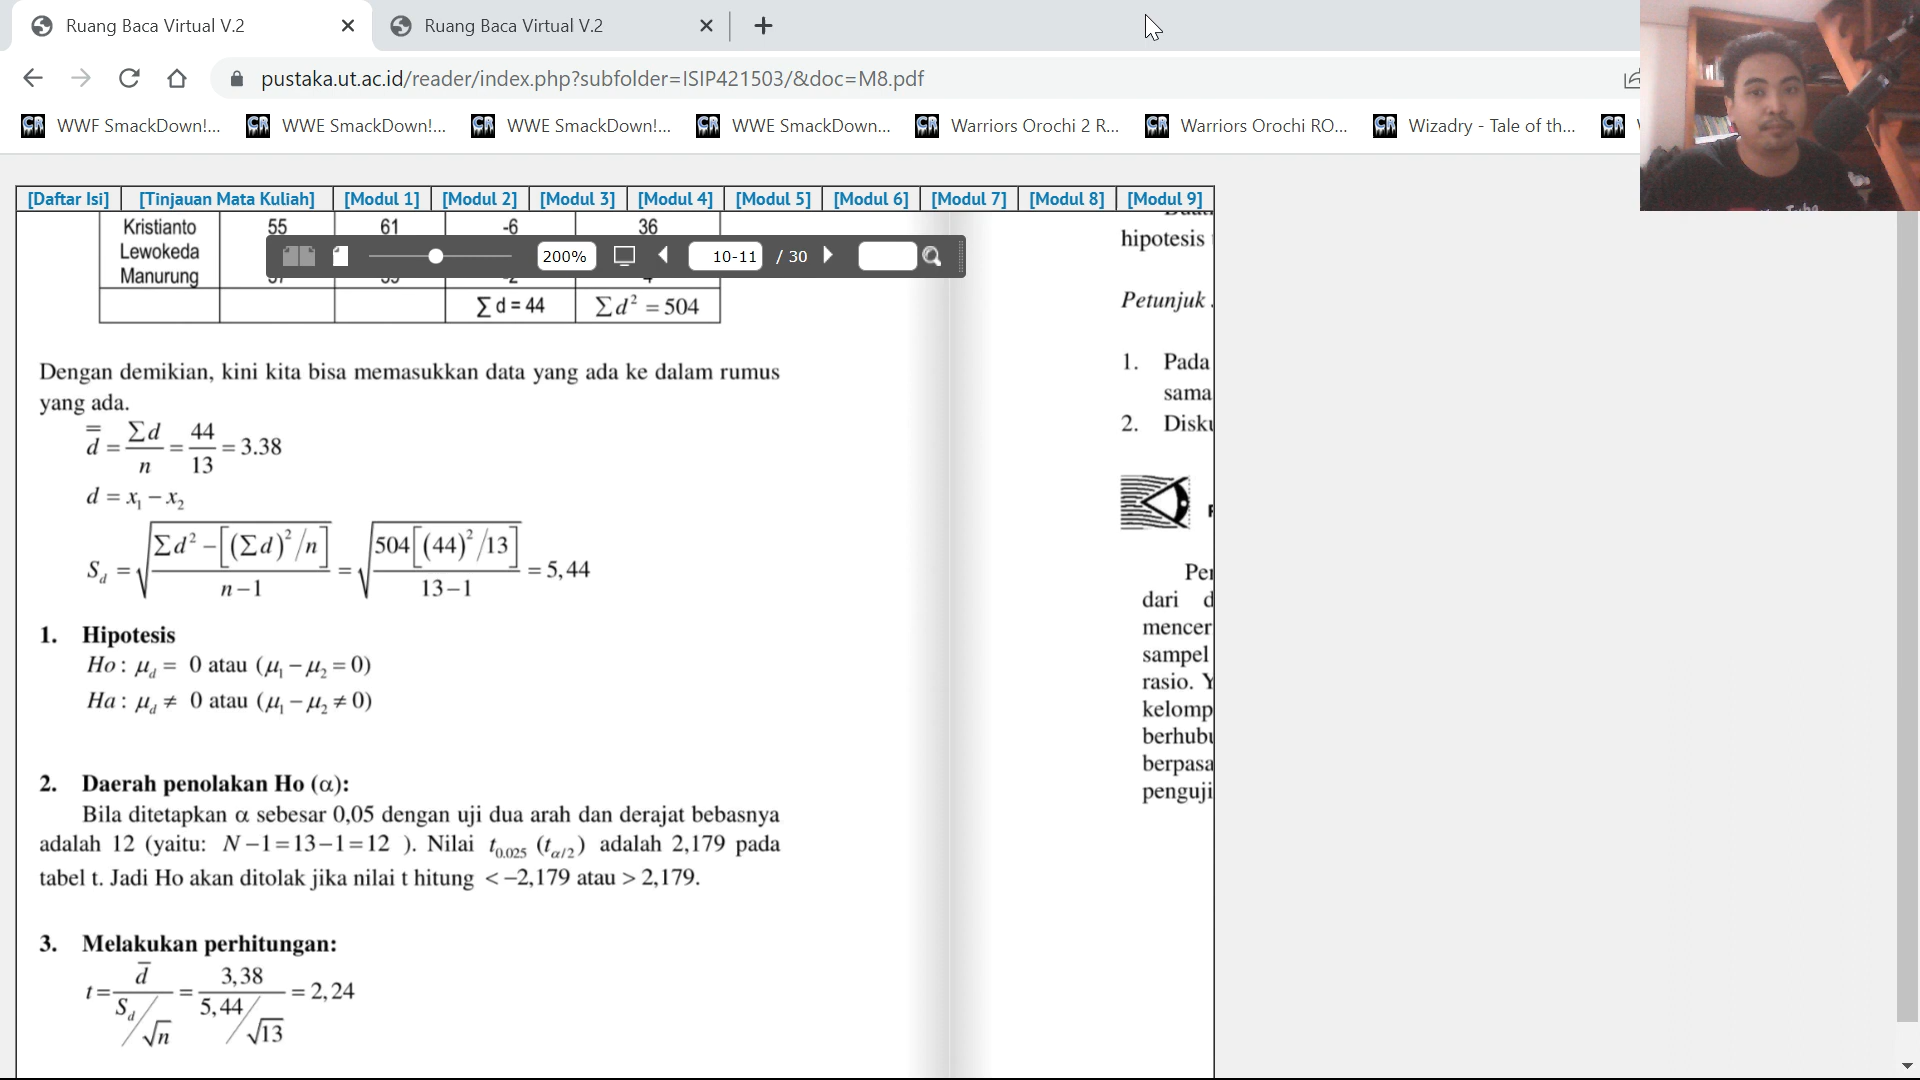 Ruang Baca Virtual V.2
Ruang Baca Virtual V.2
pustaka.ut.ac.id/reader/index.php?subfolder=ISIP421503/&doc=M8.pdf
CR WWF SmackDown!... CR WWE SmackDown!... CR WWE SmackDown!... CR WWE SmackDown... CR Warriors Orochi 2 R... CR Warriors Orochi RO... CR Wizadry - Tale of th... CR
[Daftar Isi] [Tinjauan Mata Kuliah] [Modul 1] [Modul 2] [Modul 3] [Modul 4] [Modul 5] [Modul 6] [Modul 7] [Modul 8] [Modul 9]
Kristianto 55 61 -6 36
Lewokeda
Manurung
200% 10-11 / 30
∑ d = 44 ∑d² = 504
Dengan demikian, kini kita bisa memasukkan data yang ada ke dalam rumus
yang ada.
d̿ = ∑d/n = 44/13 = 3.38
d = x₁ − x₂
S_d = √((∑d² − [(∑d)²/n])/(n−1)) = √((504[(44)²/13])/(13−1)) = 5,44
1. Hipotesis
Ho : μ_d = 0 atau (μ₁ − μ₂ = 0)
Ha : μ_d ≠ 0 atau (μ₁ − μ₂ ≠ 0)
2. Daerah penolakan Ho (α):
Bila ditetapkan α sebesar 0,05 dengan uji dua arah dan derajat bebasnya
adalah 12 (yaitu: N −1=13−1=12 ). Nilai t₀.₀₂₅ (t_α/2) adalah 2,179 pada
tabel t. Jadi Ho akan ditolak jika nilai t hitung < −2,179 atau > 2,179.
3. Melakukan perhitungan:
t = d̄/(S_d/√n) = 3,38/(5,44/√13) = 2,24
hipotesis
Petunjuk
1. Pada
sama
2. Disku
Per
dari d
mencer
sampel
rasio. Y
kelomp
berhubu
berpasa
penguji